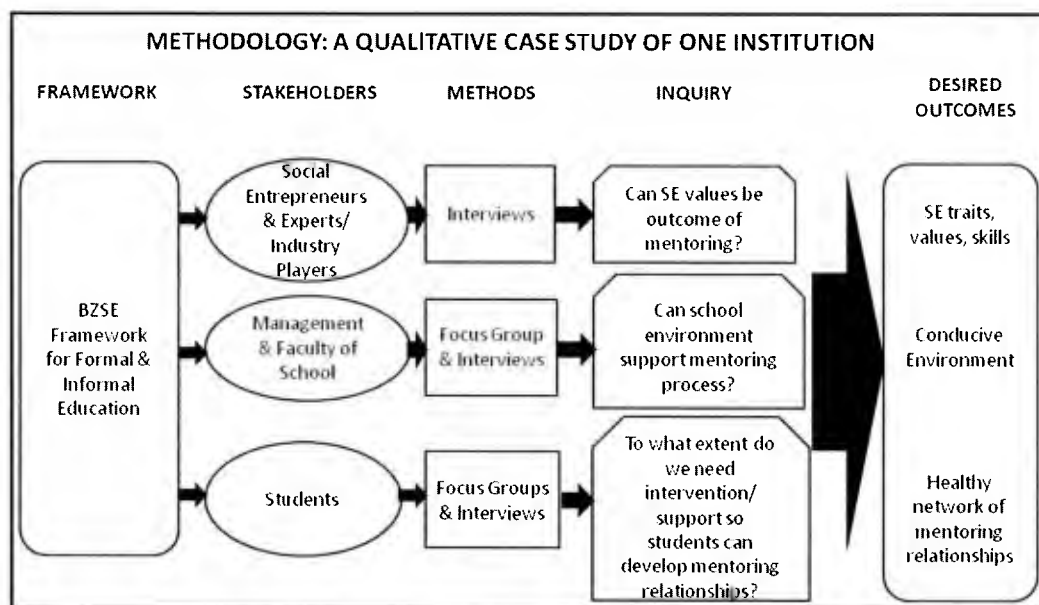 METHODOLOGY: A QUALITATIVE CASE STUDY OF ONE INSTITUTION
FRAMEWORK
STAKEHOLDERS
METHODS
INQUIRY
DESIRED
OUTCOMES
BZSE
Framework
for Formal &
Informal
Education
Social
Entrepreneurs
& Experts/
Industry
Players
Interviews
Can SE values be
outcome of
mentoring?
SE traits,
values, skills
Management
& Faculty of
School
Focus Group
& Interviews
Can school
environment
support mentoring
process?
Conducive
Environment
Students
Focus Groups
& Interviews
To what extent do
we need
intervention/
support so
students can
develop mentoring
relationships?
Healthy
network of
mentoring
relationships